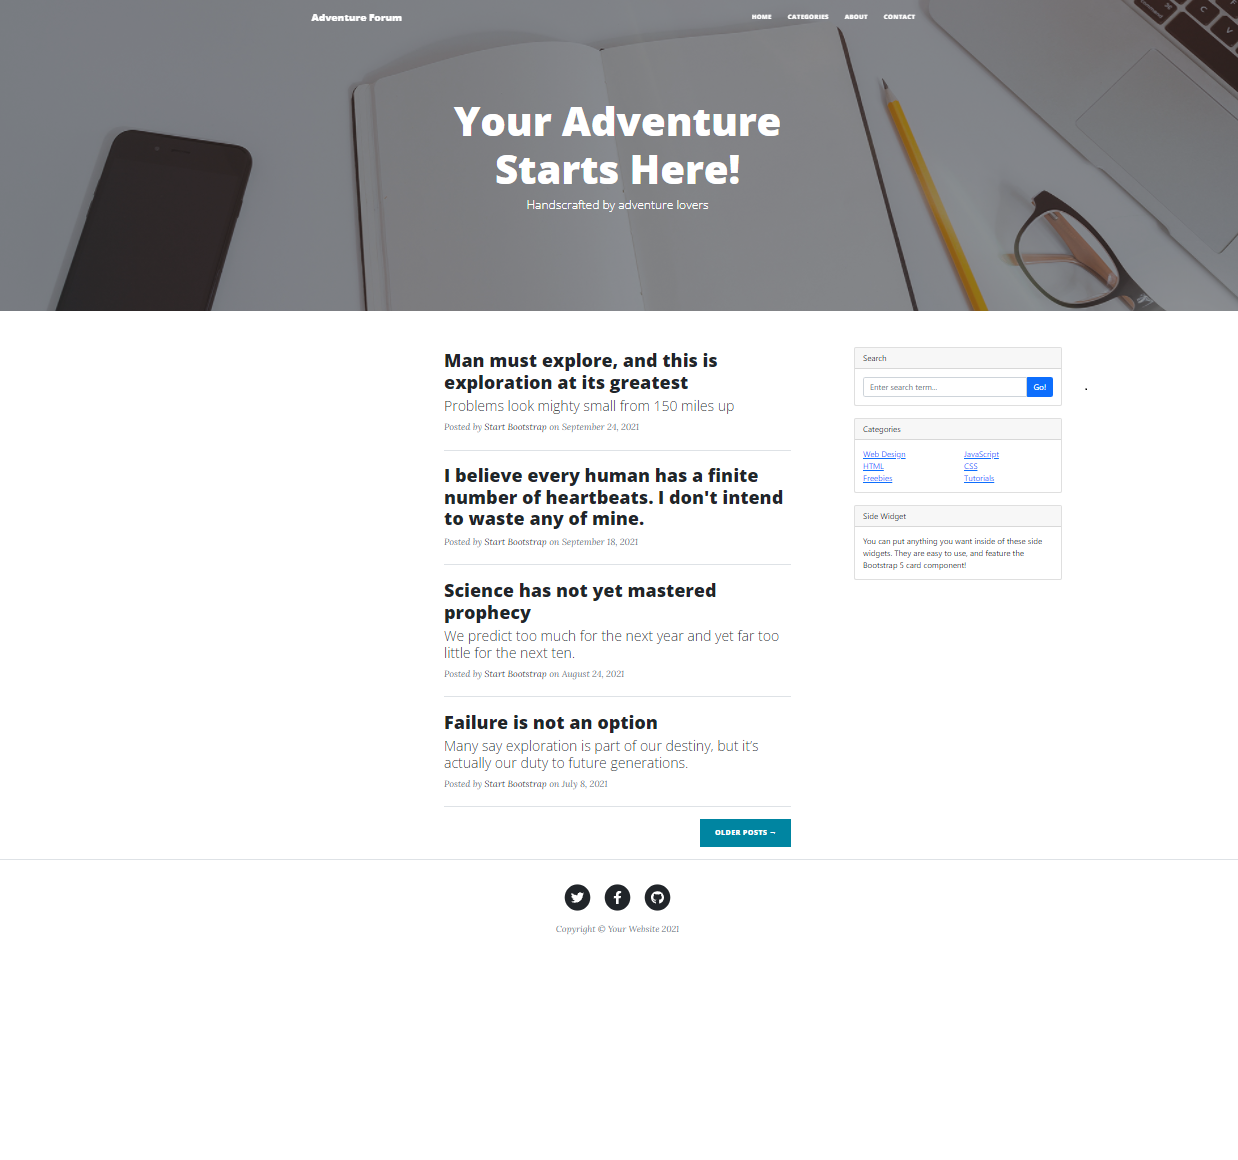 Adventure Forum
HOME CATEGORIES ABOUT CONTACT
Your Adventure
Starts Here!
Handscrafted by adventure lovers
Man must explore, and this is
exploration at its greatest
Problems look mighty small from 150 miles up
Posted by Start Bootstrap on September 24, 2021
I believe every human has a finite
number of heartbeats. I don't intend
to waste any of mine.
Posted by Start Bootstrap on September 18, 2021
Science has not yet mastered
prophecy
We predict too much for the next year and yet far too
little for the next ten.
Posted by Start Bootstrap on August 24, 2021
Failure is not an option
Many say exploration is part of our destiny, but it’s
actually our duty to future generations.
Posted by Start Bootstrap on July 8, 2021
OLDER POSTS →
Search
Enter search term...
Go!
.
Categories
Web Design JavaScript
HTML CSS
Freebies Tutorials
Side Widget
You can put anything you want inside of these side
widgets. They are easy to use, and feature the
Bootstrap 5 card component!
Copyright © Your Website 2021